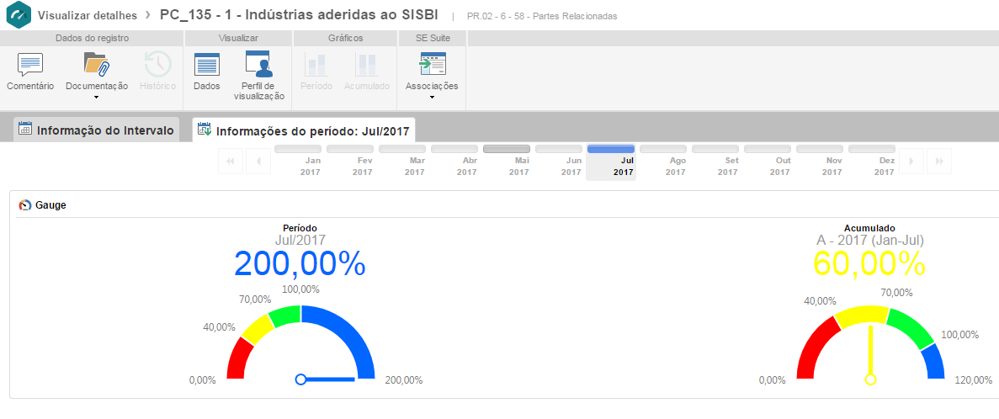 Visualizar detalhes › PC_135 - 1 - Indústrias aderidas ao SISBI | PR.02 - 6 - 58 - Partes Relacionadas
Dados do registro Visualizar Gráficos SE Suite
Comentário Documentação Histórico Dados Perfil de visualização Período Acumulado Associações
Informação do Intervalo Informações do período: Jul/2017
Jan Fev Mar Abr Mai Jun Jul Ago Set Out Nov Dez
2017 2017 2017 2017 2017 2017 2017 2017 2017 2017 2017 2017
Gauge
Período
Jul/2017
200,00%
100,00%
70,00%
40,00%
0,00% 200,00%
Acumulado
A - 2017 (Jan-Jul)
60,00%
70,00%
40,00%
100,00%
0,00% 120,00%